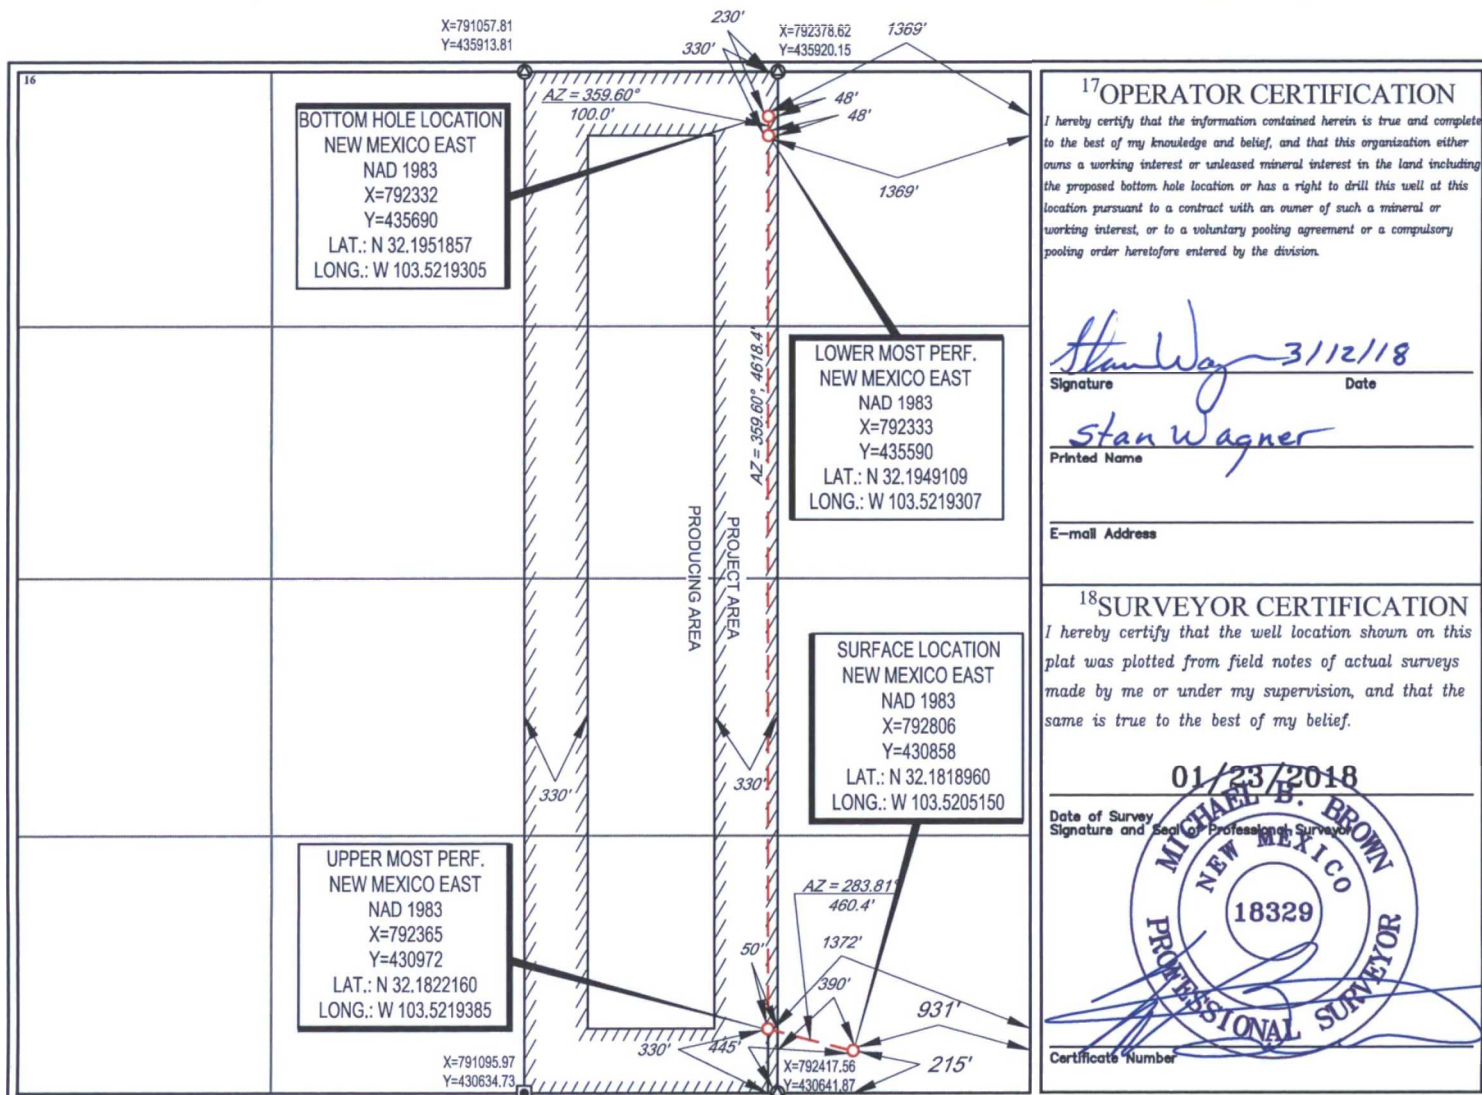 X=791057.81
Y=435913.81
230'
330'
X=792378.62
Y=435920.15
1369'
16
AZ = 359.60°
100.0'
48'
48'
1369'
BOTTOM HOLE LOCATION
NEW MEXICO EAST
NAD 1983
X=792332
Y=435690
LAT.: N 32.1951857
LONG.: W 103.5219305
AZ = 359.60°, 4618.4'
LOWER MOST PERF.
NEW MEXICO EAST
NAD 1983
X=792333
Y=435590
LAT.: N 32.1949109
LONG.: W 103.5219307
PRODUCING AREA
PROJECT AREA
SURFACE LOCATION
NEW MEXICO EAST
NAD 1983
X=792806
Y=430858
LAT.: N 32.1818960
LONG.: W 103.5205150
330'
330'
UPPER MOST PERF.
NEW MEXICO EAST
NAD 1983
X=792365
Y=430972
LAT.: N 32.1822160
LONG.: W 103.5219385
AZ = 283.81°
460.4'
50'
1372'
390'
931'
330'
445'
215'
X=791095.97
Y=430634.73
X=792417.56
Y=430641.87
17 OPERATOR CERTIFICATION
I hereby certify that the information contained herein is true and complete
to the best of my knowledge and belief, and that this organization either
owns a working interest or unleased mineral interest in the land including
the proposed bottom hole location or has a right to drill this well at this
location pursuant to a contract with an owner of such a mineral or
working interest, or to a voluntary pooling agreement or a compulsory
pooling order heretofore entered by the division.
Stan Wag 3/12/18
Signature Date
Stan Wagner
Printed Name
E-mail Address
18 SURVEYOR CERTIFICATION
I hereby certify that the well location shown on this
plat was plotted from field notes of actual surveys
made by me or under my supervision, and that the
same is true to the best of my belief.
01/23/2018
Date of Survey
Signature and Seal of Professional Surveyor
MICHAEL B. BROWN
NEW MEXICO
18329
PROFESSIONAL SURVEYOR
Certificate Number